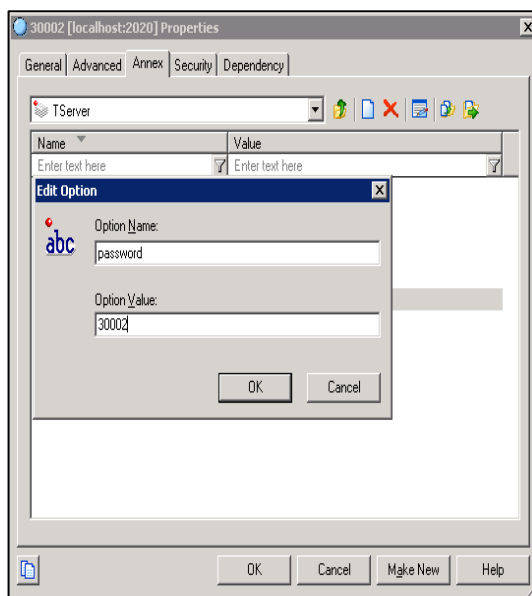 30002 [localhost:2020] Properties
General Advanced Annex Security Dependency
TServer
Name Value
Enter text here Enter text here
Edit Option
abc
Option Name:
password
Option Value:
30002
OK Cancel
OK Cancel Make New Help